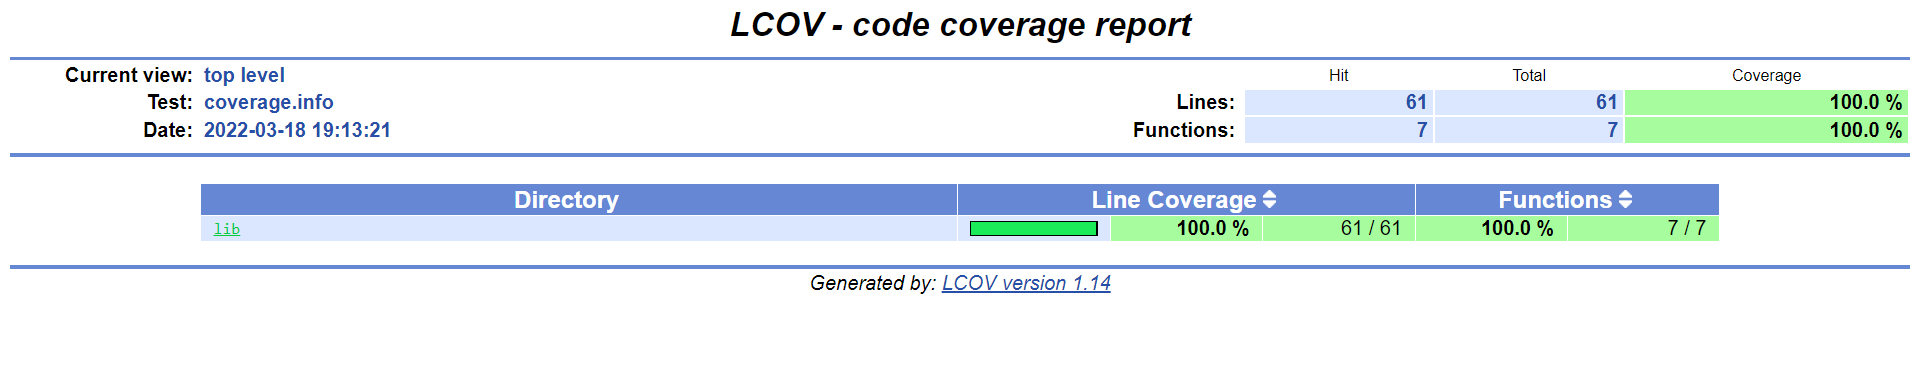 LCOV - code coverage report
Current view: top level Hit Total Coverage
Test: coverage.info Lines: 61 61 100.0 %
Date: 2022-03-18 19:13:21 Functions: 7 7 100.0 %
Directory Line Coverage Functions
lib 100.0 % 61 / 61 100.0 % 7 / 7
Generated by: LCOV version 1.14